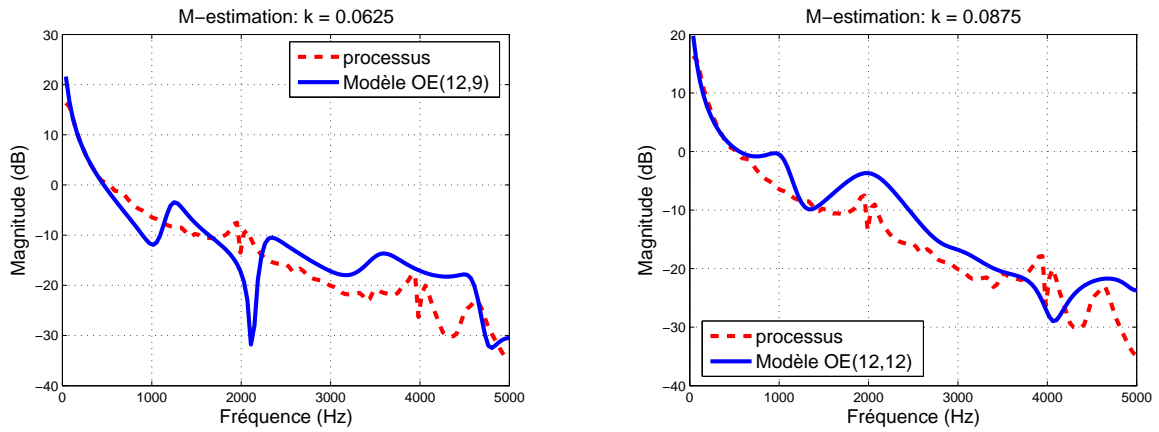 M−estimation: k = 0.0625
30
20
10
0
−10
−20
−30
−40
0
1000
2000
3000
4000
5000
Magnitude (dB)
Fréquence (Hz)
processus
Modèle OE(12,9)
M−estimation: k = 0.0875
20
10
0
−10
−20
−30
−40
0
1000
2000
3000
4000
5000
Magnitude (dB)
Fréquence (Hz)
processus
Modèle OE(12,12)